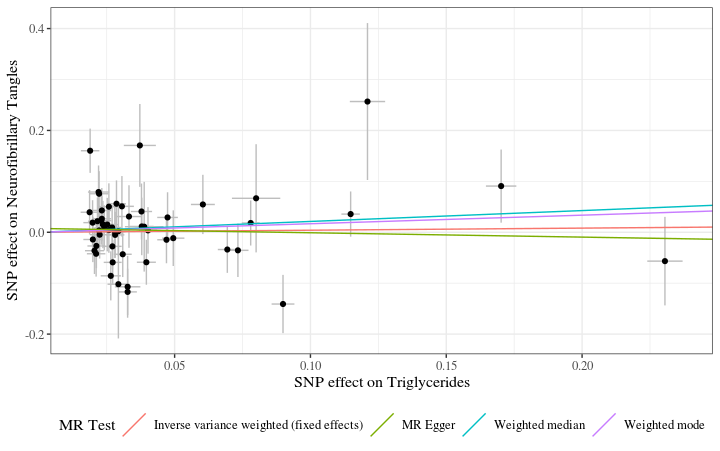 SNP effect on Neurofibrillary Tangles
0.4
0.2
0.0
-0.2
0.05
0.10
0.15
0.20
SNP effect on Triglycerides
MR Test
Inverse variance weighted (fixed effects)
MR Egger
Weighted median
Weighted mode